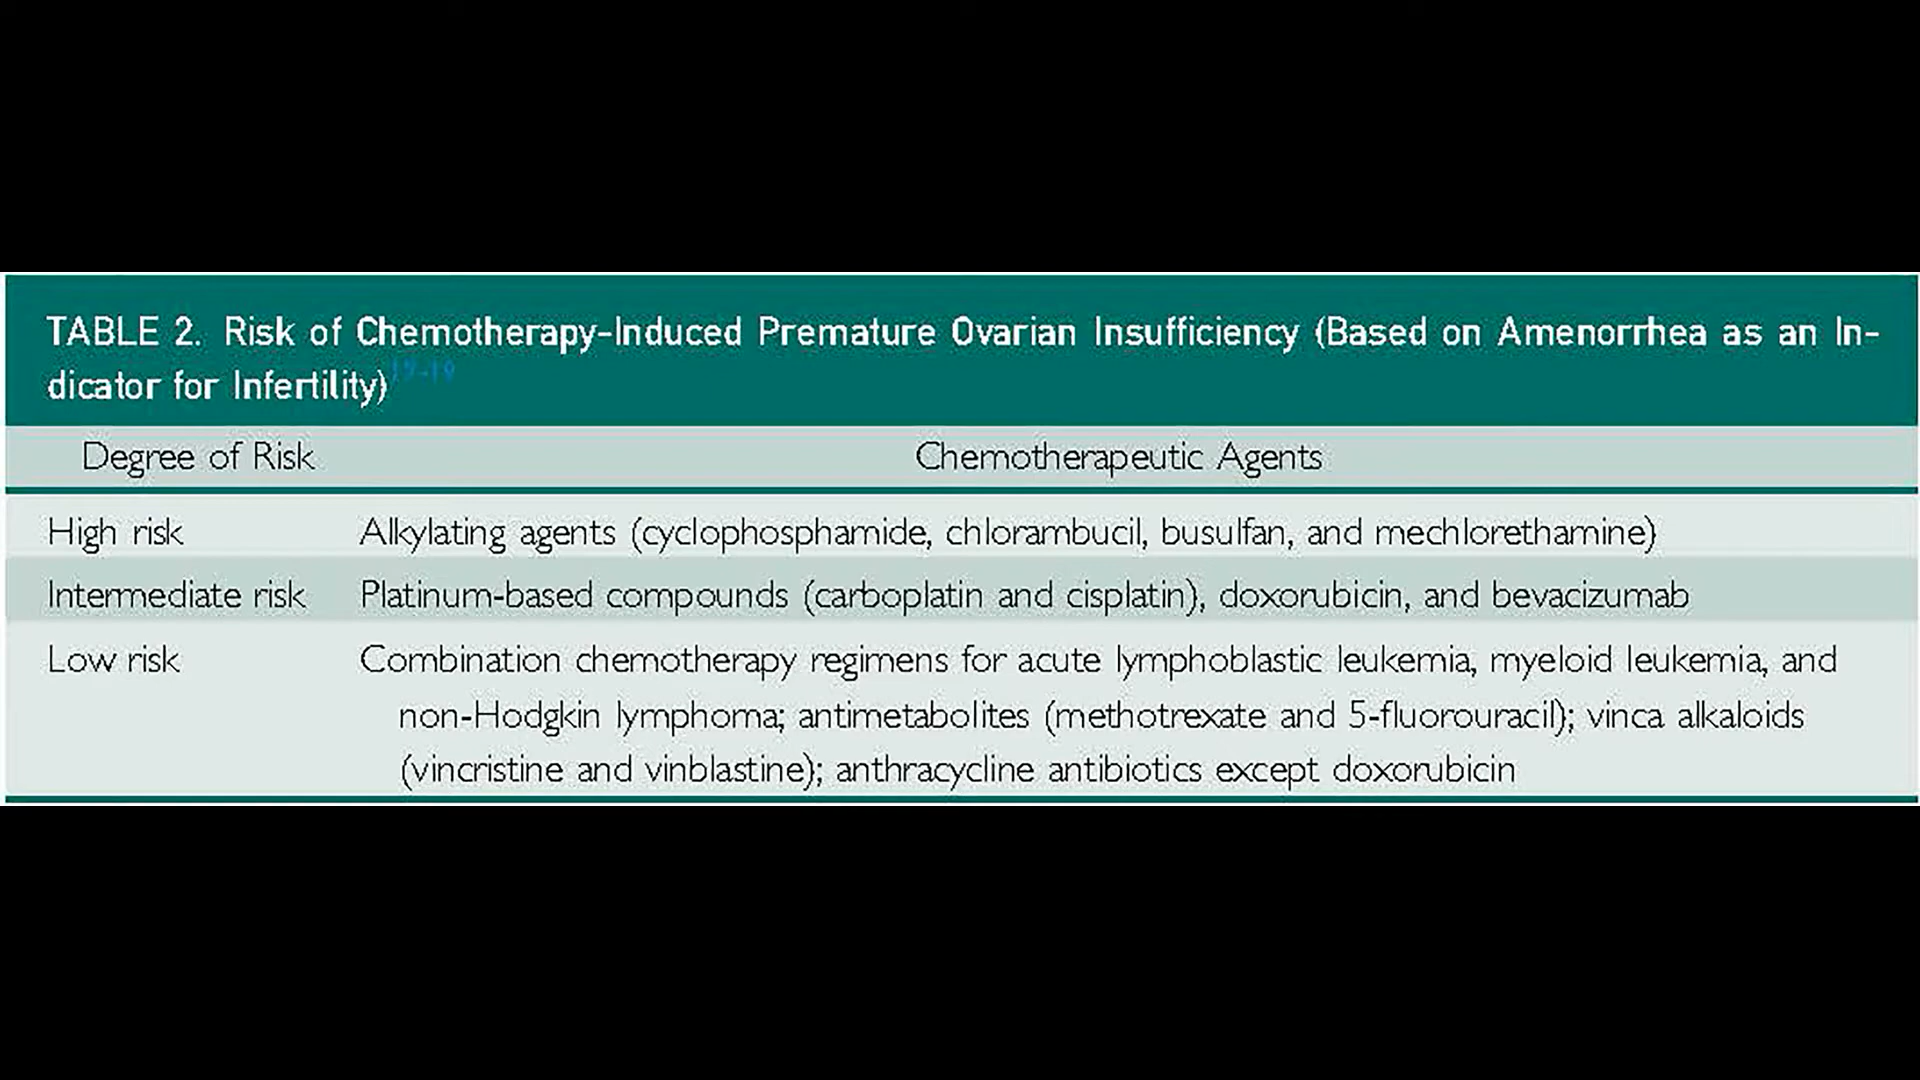 TABLE 2. Risk of Chemotherapy-Induced Premature Ovarian Insufficiency (Based on Amenorrhea as an In-
dicator for Infertility)17-19
Degree of Risk Chemotherapeutic Agents
High risk Alkylating agents (cyclophosphamide, chlorambucil, busulfan, and mechlorethamine)
Intermediate risk Platinum-based compounds (carboplatin and cisplatin), doxorubicin, and bevacizumab
Low risk Combination chemotherapy regimens for acute lymphoblastic leukemia, myeloid leukemia, and
non-Hodgkin lymphoma; antimetabolites (methotrexate and 5-fluorouracil); vinca alkaloids
(vincristine and vinblastine); anthracycline antibiotics except doxorubicin